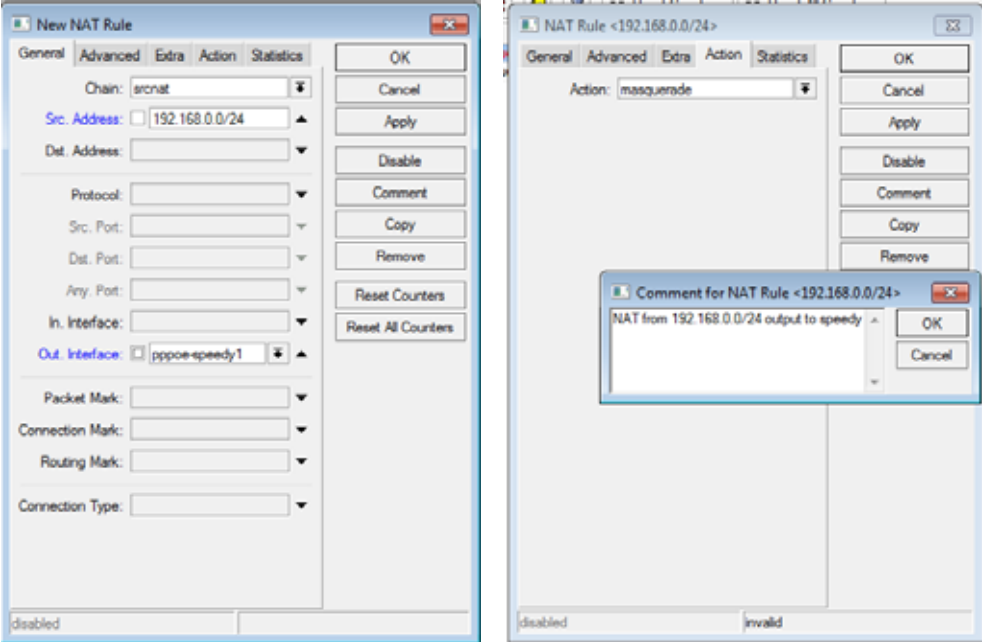 New NAT Rule
General Advanced Extra Action Statistics
Chain: srcnat
Src. Address: 192.168.0.0/24
Dst. Address:
Protocol:
Src. Port:
Dst. Port:
Any. Port:
In. Interface:
Out. Interface: pppoe-speedy1
Packet Mark:
Connection Mark:
Routing Mark:
Connection Type:
OK
Cancel
Apply
Disable
Comment
Copy
Remove
Reset Counters
Reset All Counters
disabled
NAT Rule <192.168.0.0/24>
General Advanced Extra Action Statistics
Action: masquerade
OK
Cancel
Apply
Disable
Comment
Copy
Remove
Comment for NAT Rule <192.168.0.0/24>
NAT from 192.168.0.0/24 output to speedy
OK
Cancel
disabled
invalid